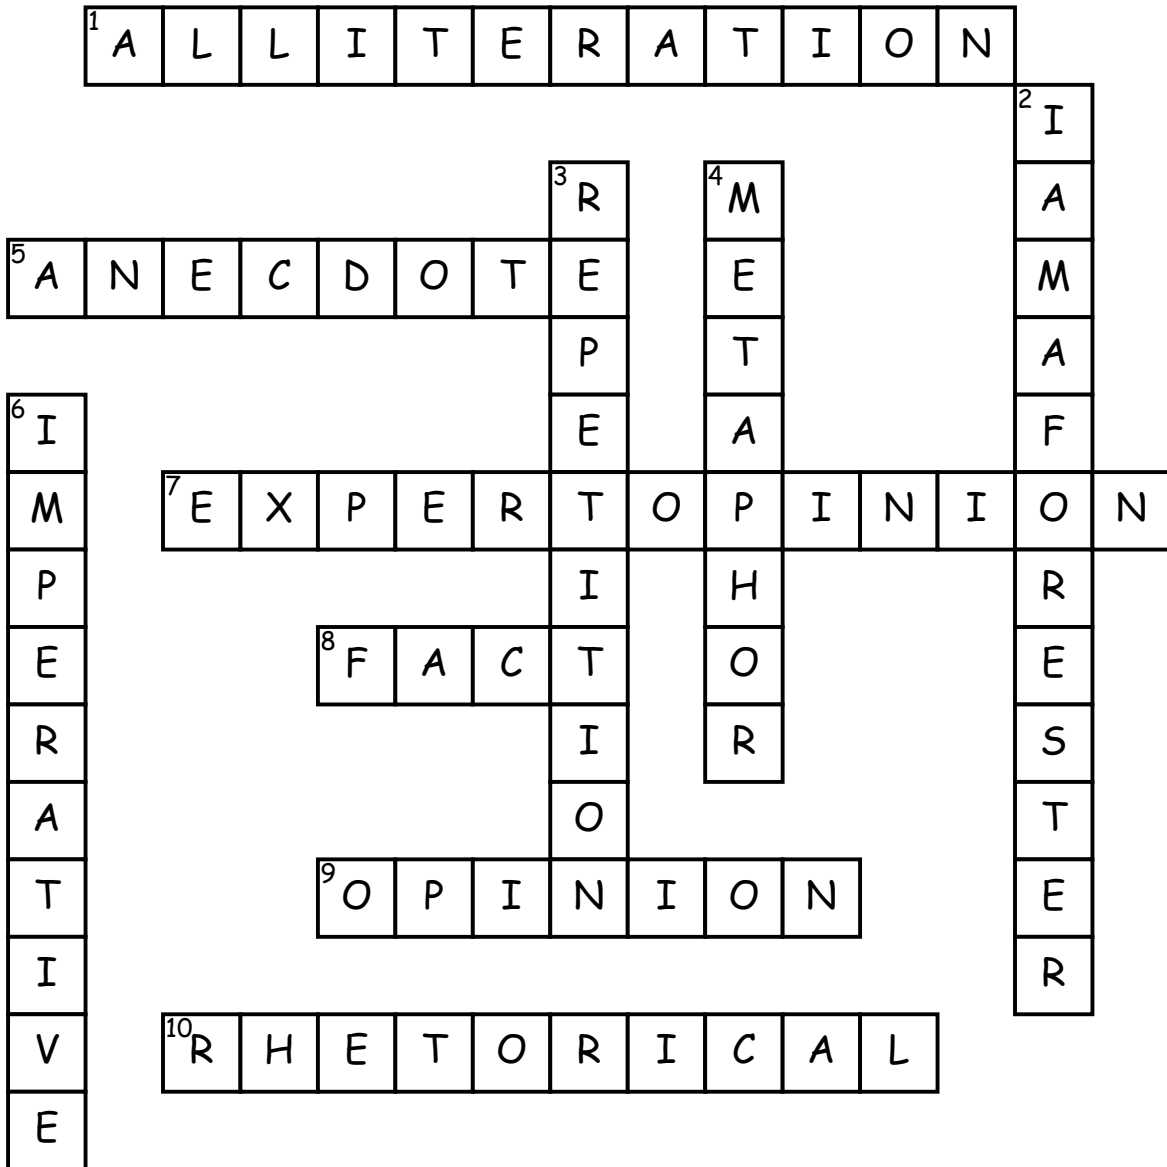 1 ALLITERATION
2 IAMAFORESTER
3 REPETITION
4 METAPHOR
5 ANECDOTE
6 IMPERATIVE
7 EXPERTOPINION
8 FACT
9 OPINION
10 RHETORICAL